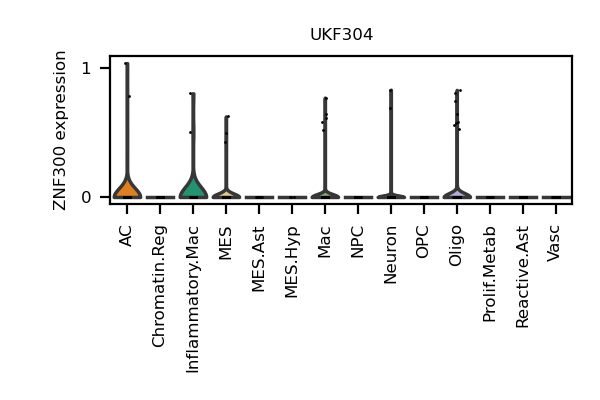 UKF304
ZNF300 expression
1
0
AC
Chromatin.Reg
Inflammatory.Mac
MES
MES.Ast
MES.Hyp
Mac
NPC
Neuron
OPC
Oligo
Prolif.Metab
Reactive.Ast
Vasc